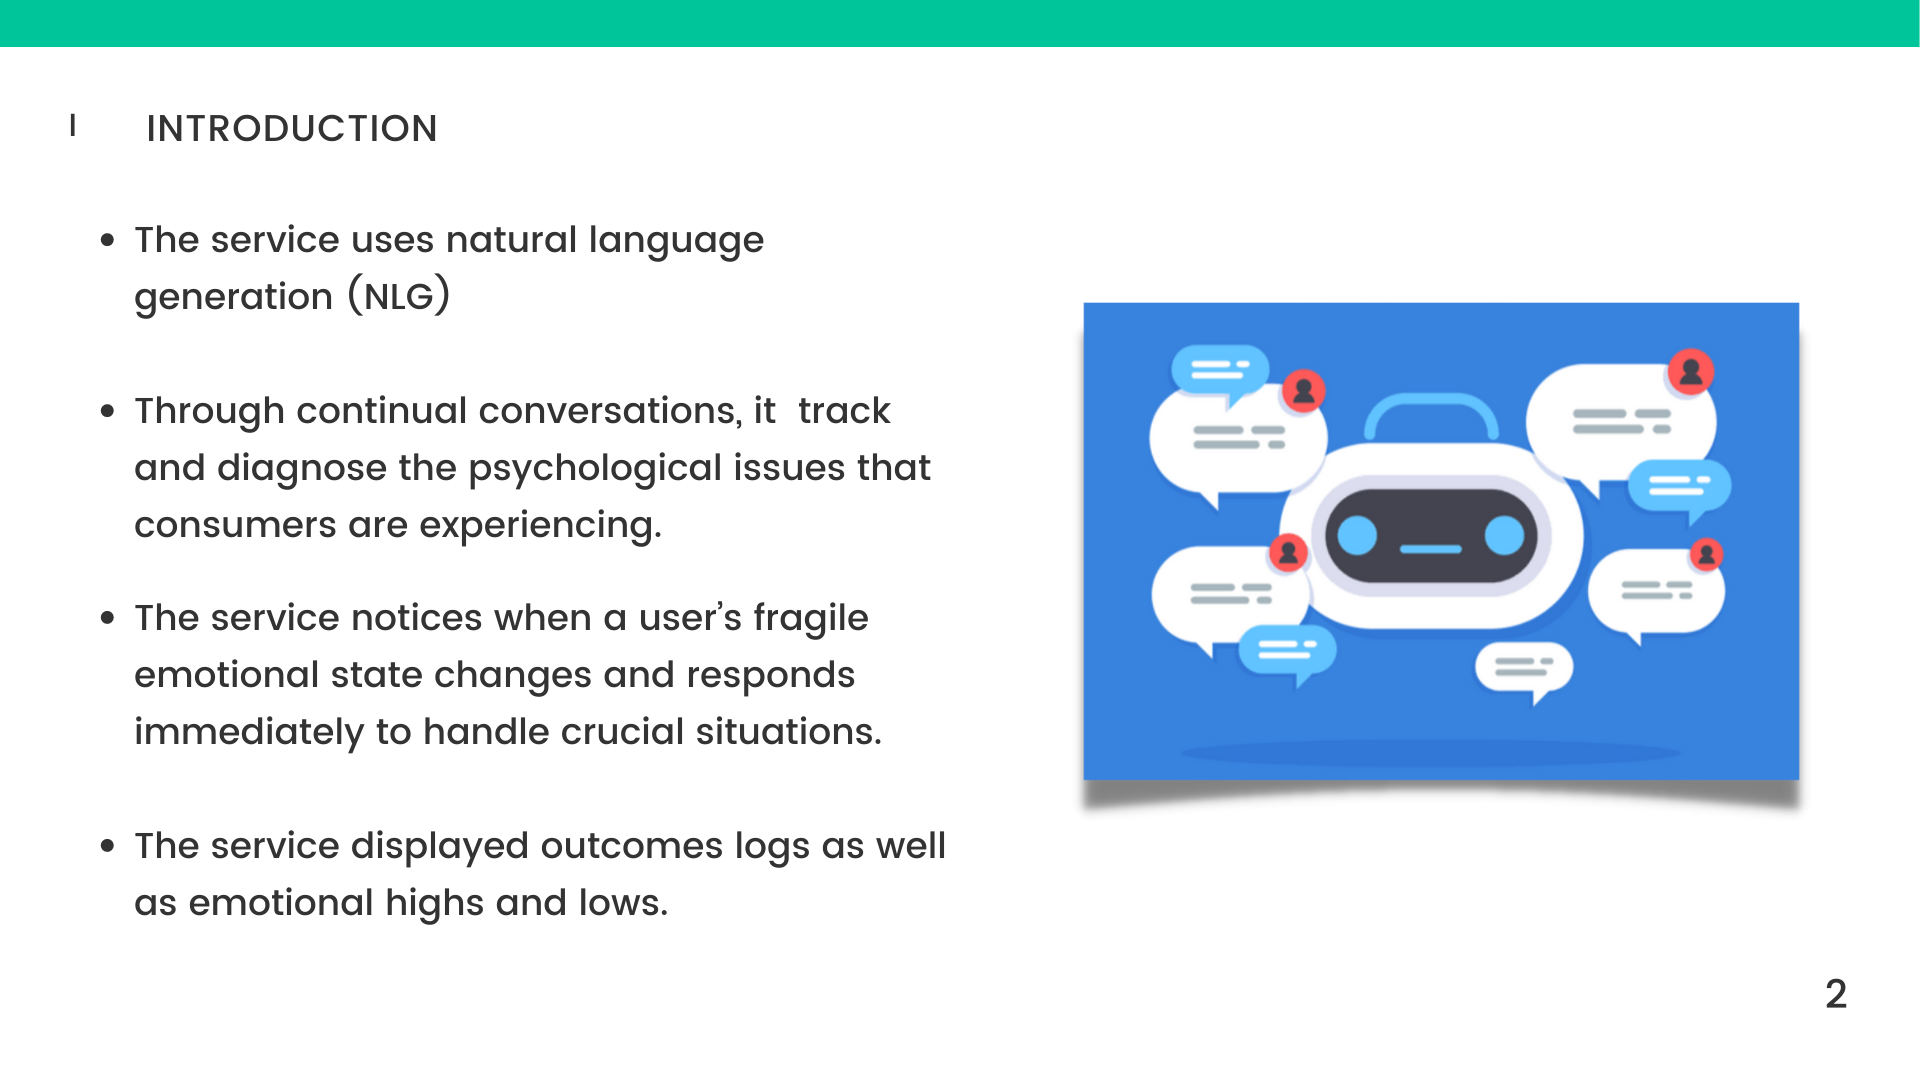 I INTRODUCTION
• The service uses natural language
generation (NLG)
• Through continual conversations, it  track
and diagnose the psychological issues that
consumers are experiencing.
• The service notices when a user’s fragile
emotional state changes and responds
immediately to handle crucial situations.
• The service displayed outcomes logs as well
as emotional highs and lows.
2